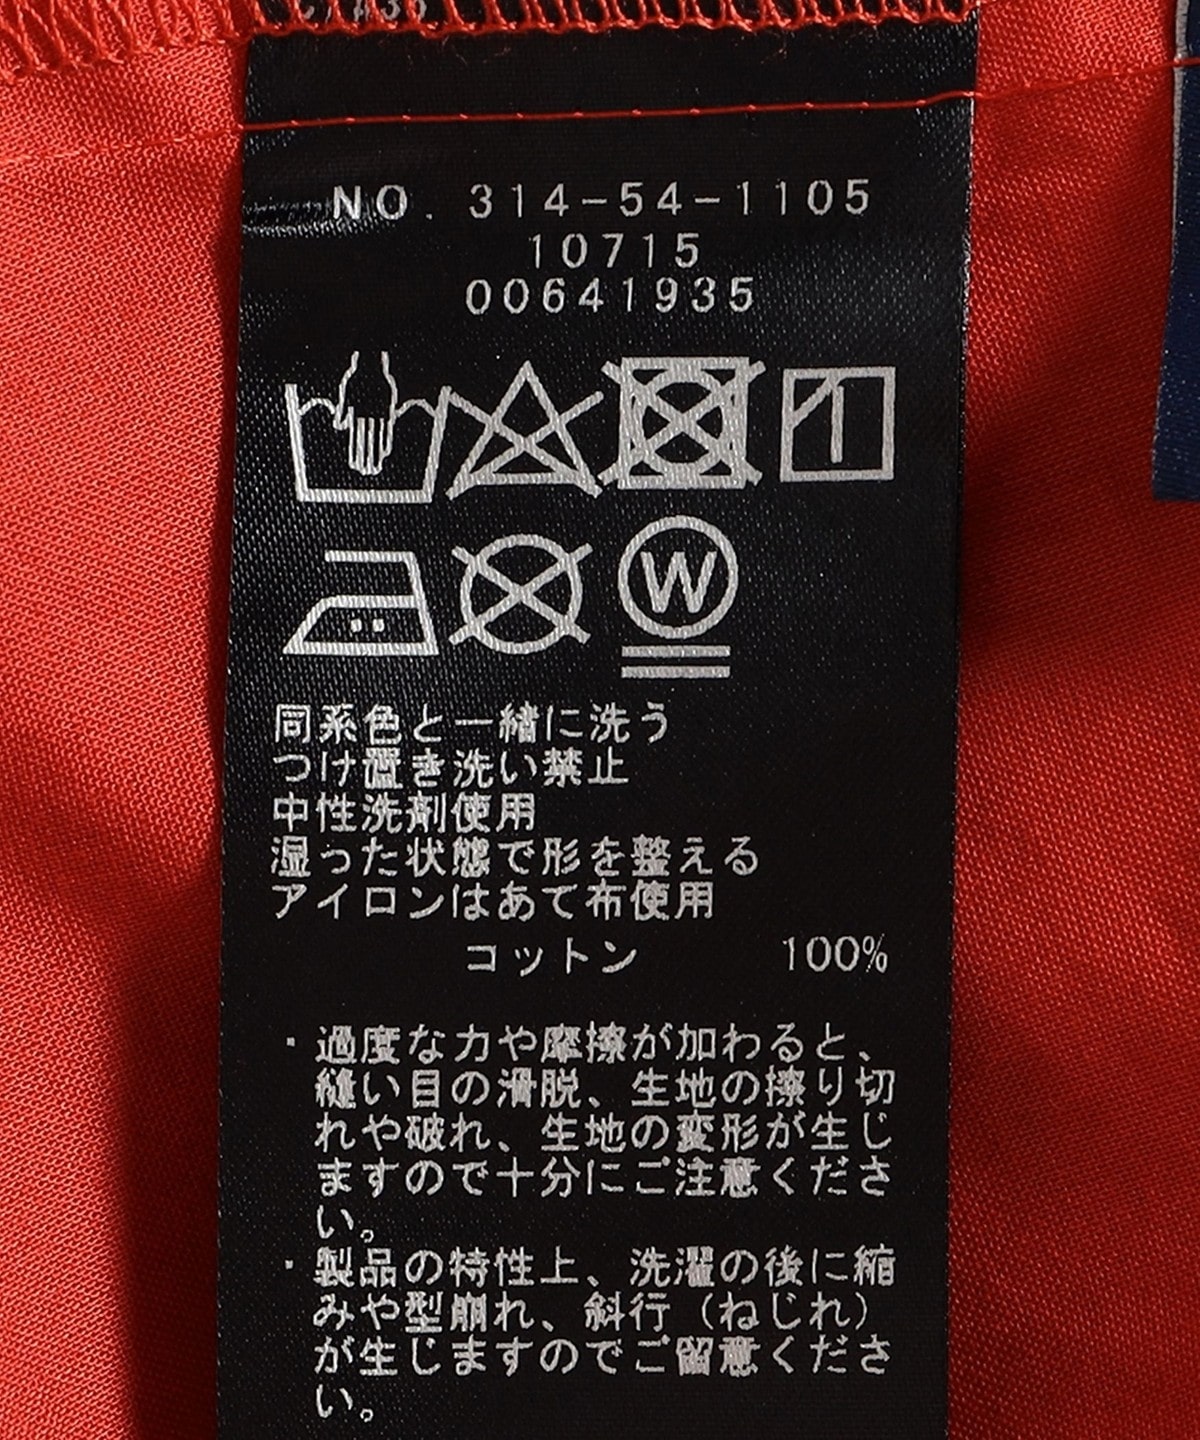 NO. 314-54-1105
10715
00641935
W
同系色と一緒に洗う
つけ置き洗い禁止
中性洗剤使用
湿った状態で形を整える
アイロンはあて布使用
コットン 100%
・過度な力や摩擦が加わると、
縫い目の滑脱、生地の擦り切
れや破れ、生地の変形が生じ
ますので十分にご注意くださ
い。
・製品の特性上、洗濯の後に縮
みや型崩れ、斜行(ねじれ)
が生じますのでご留意くださ
い。